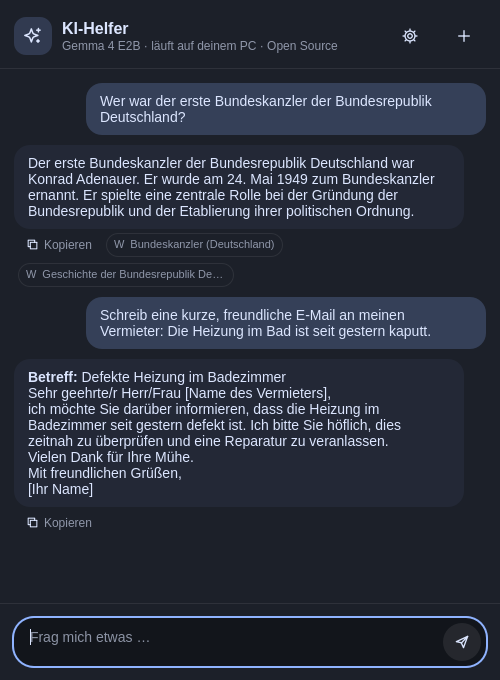 KI-Helfer
Gemma 4 E2B · läuft auf deinem PC · Open Source
Wer war der erste Bundeskanzler der Bundesrepublik
Deutschland?
Der erste Bundeskanzler der Bundesrepublik Deutschland war
Konrad Adenauer. Er wurde am 24. Mai 1949 zum Bundeskanzler
ernannt. Er spielte eine zentrale Rolle bei der Gründung der
Bundesrepublik und der Etablierung ihrer politischen Ordnung.
Kopieren
W Bundeskanzler (Deutschland)
W Geschichte der Bundesrepublik De…
Schreib eine kurze, freundliche E-Mail an meinen
Vermieter: Die Heizung im Bad ist seit gestern kaputt.
Betreff: Defekte Heizung im Badezimmer
Sehr geehrte/r Herr/Frau [Name des Vermieters],
ich möchte Sie darüber informieren, dass die Heizung im
Badezimmer seit gestern defekt ist. Ich bitte Sie höflich, dies
zeitnah zu überprüfen und eine Reparatur zu veranlassen.
Vielen Dank für Ihre Mühe.
Mit freundlichen Grüßen,
[Ihr Name]
Kopieren
Frag mich etwas …